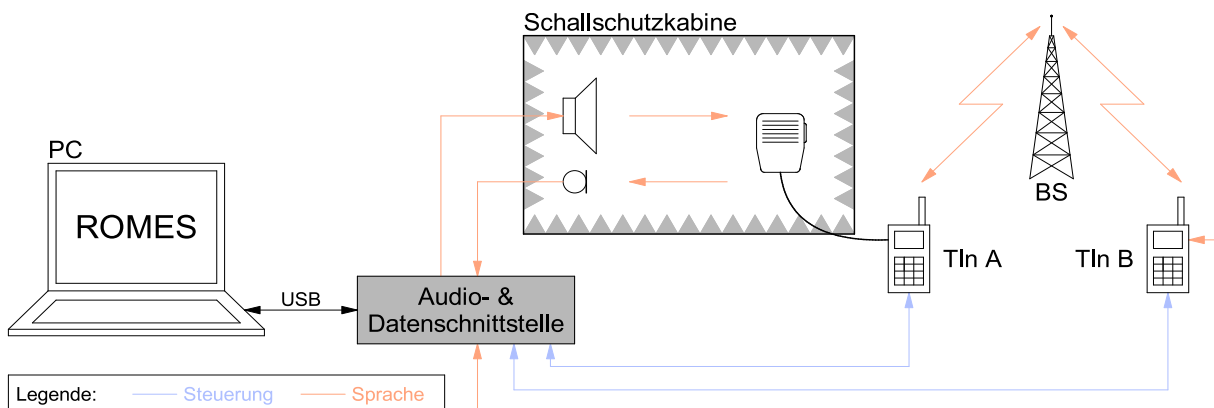 Schallschutzkabine
PC
ROMES
USB
Audio- &
Datenschnittstelle
BS
Tln A
Tln B
Legende: Steuerung Sprache